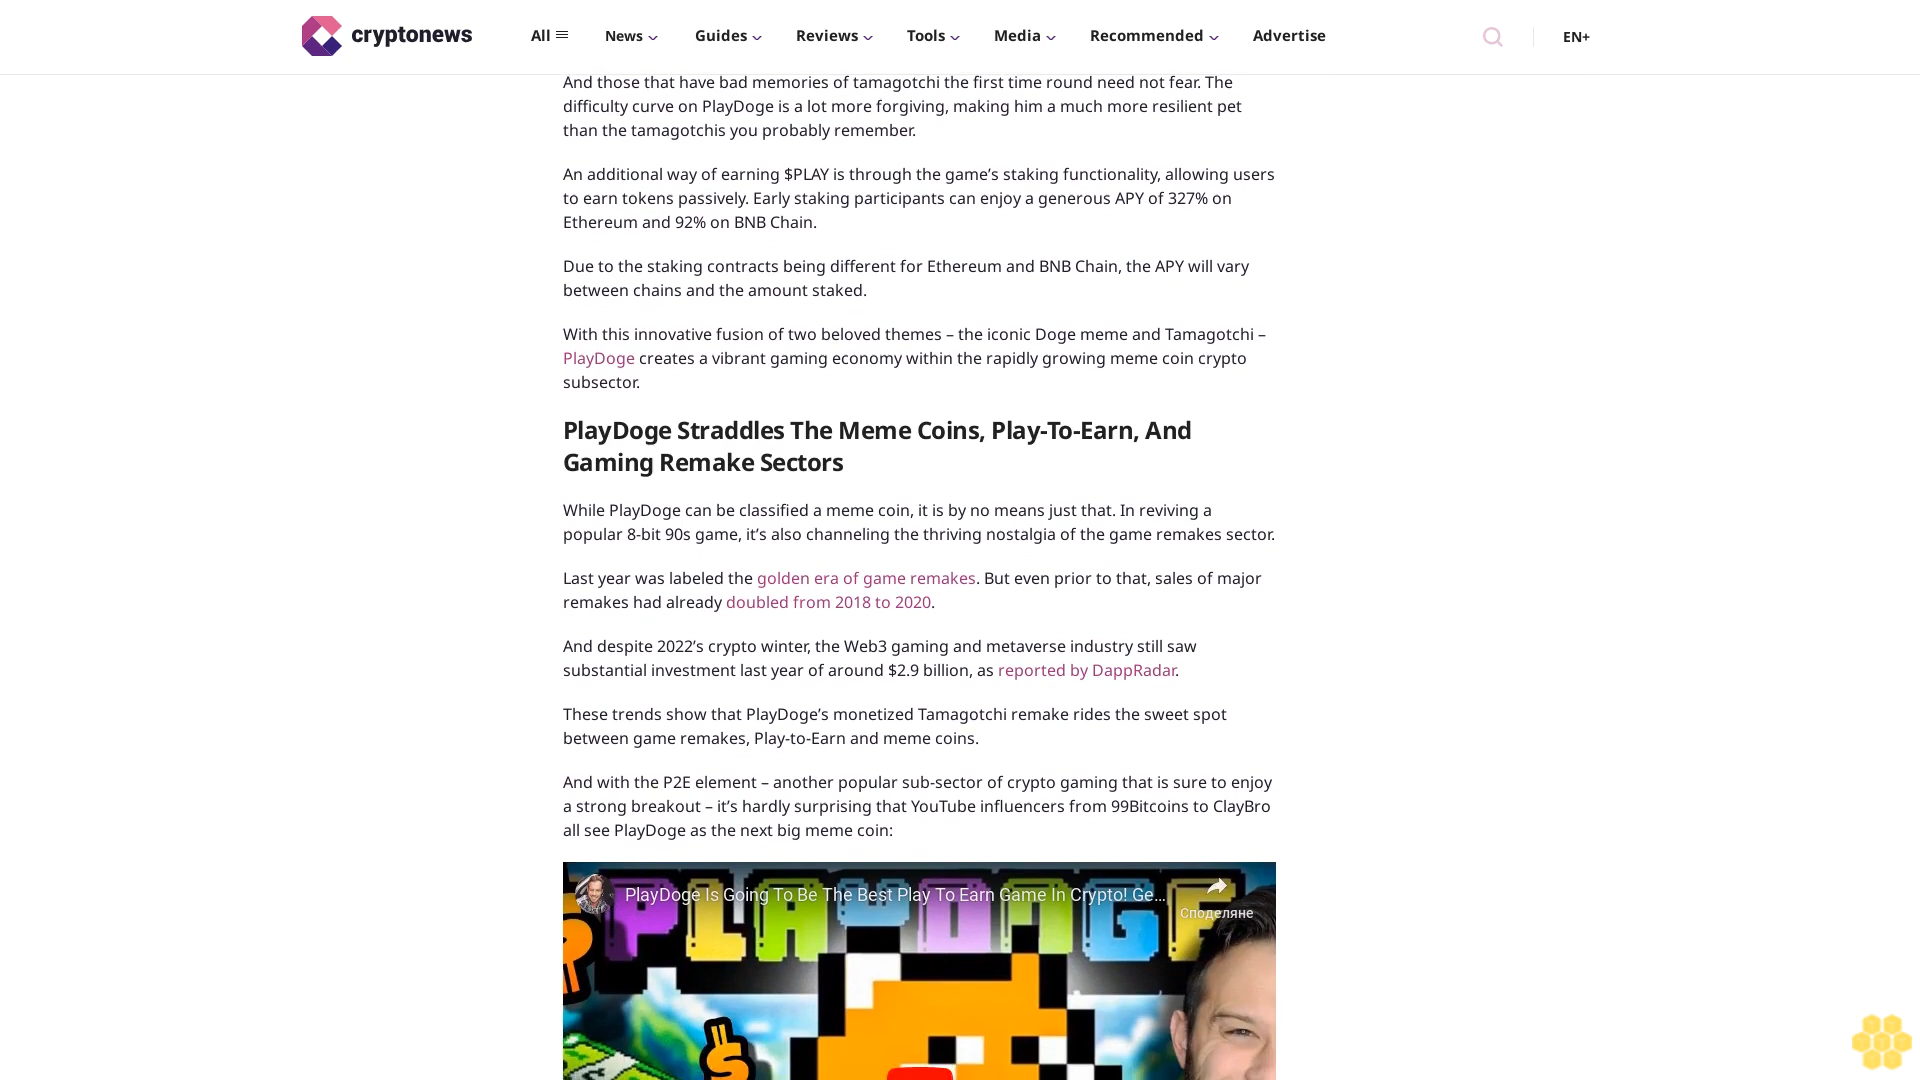 cryptonews
All
News
Guides
Reviews
Tools
Media
Recommended
Advertise
EN+
And those that have bad memories of tamagotchi the first time round need not fear. The
difficulty curve on PlayDoge is a lot more forgiving, making him a much more resilient pet
than the tamagotchis you probably remember.
An additional way of earning $PLAY is through the game’s staking functionality, allowing users
to earn tokens passively. Early staking participants can enjoy a generous APY of 327% on
Ethereum and 92% on BNB Chain.
Due to the staking contracts being different for Ethereum and BNB Chain, the APY will vary
between chains and the amount staked.
With this innovative fusion of two beloved themes – the iconic Doge meme and Tamagotchi –
PlayDoge creates a vibrant gaming economy within the rapidly growing meme coin crypto
subsector.
PlayDoge Straddles The Meme Coins, Play-To-Earn, And
Gaming Remake Sectors
While PlayDoge can be classified a meme coin, it is by no means just that. In reviving a
popular 8-bit 90s game, it’s also channeling the thriving nostalgia of the game remakes sector.
Last year was labeled the golden era of game remakes. But even prior to that, sales of major
remakes had already doubled from 2018 to 2020.
And despite 2022’s crypto winter, the Web3 gaming and metaverse industry still saw
substantial investment last year of around $2.9 billion, as reported by DappRadar.
These trends show that PlayDoge’s monetized Tamagotchi remake rides the sweet spot
between game remakes, Play-to-Earn and meme coins.
And with the P2E element – another popular sub-sector of crypto gaming that is sure to enjoy
a strong breakout – it’s hardly surprising that YouTube influencers from 99Bitcoins to ClayBro
all see PlayDoge as the next big meme coin:
PlayDoge Is Going To Be The Best Play To Earn Game In Crypto! Ge...
Споделяне
PLAYDOGE